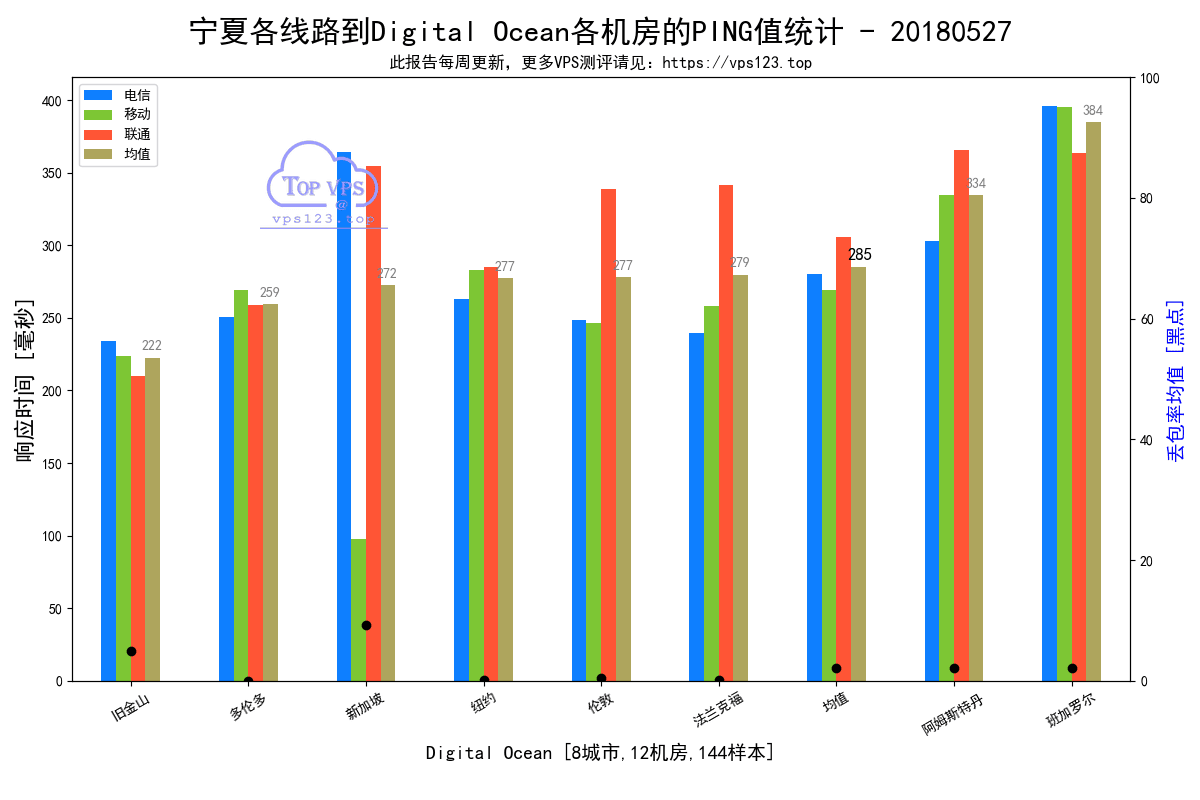 宁夏各线路到Digital Ocean各机房的PING值统计 - 20180527
此报告每周更新，更多VPS测评请见：https://vps123.top
电信
移动
联通
均值
TOP VPS
@
vps123.top
222
259
272
277
277
279
285
334
384
响应时间 [毫秒]
400
350
300
250
200
150
100
50
0
丢包率均值 [黑点]
100
80
60
40
20
0
旧金山
多伦多
新加坡
纽约
伦敦
法兰克福
均值
阿姆斯特丹
班加罗尔
Digital Ocean [8城市,12机房,144样本]